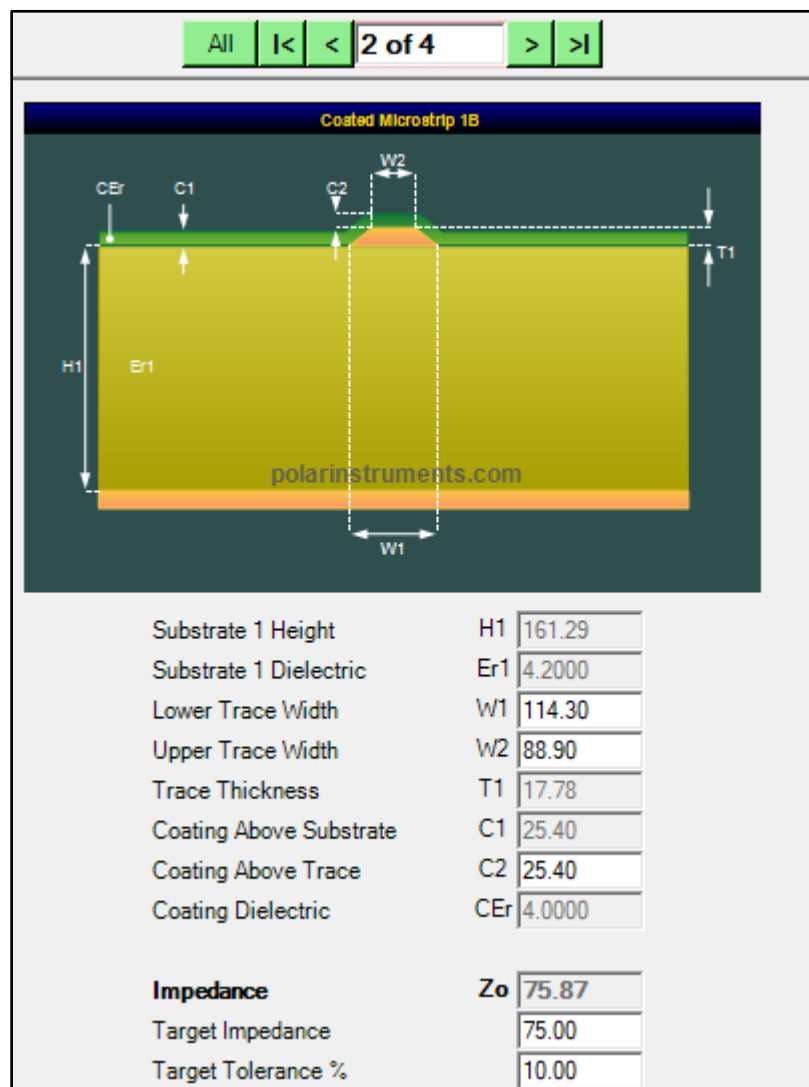 All |< < 2 of 4 > >|
Coated Microstrip 1B
W2
CEr C1 C2
T1
H1 Er1
polarinstruments.com
W1
Substrate 1 Height H1 161.29
Substrate 1 Dielectric Er1 4.2000
Lower Trace Width W1 114.30
Upper Trace Width W2 88.90
Trace Thickness T1 17.78
Coating Above Substrate C1 25.40
Coating Above Trace C2 25.40
Coating Dielectric CEr 4.0000
Impedance Zo 75.87
Target Impedance 75.00
Target Tolerance % 10.00